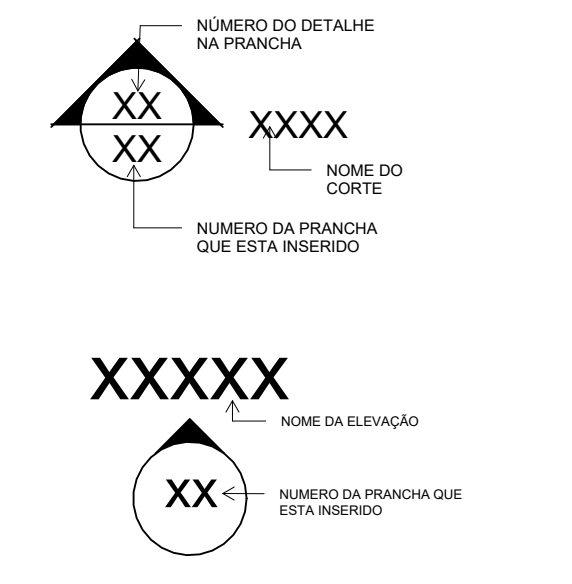 NÚMERO DO DETALHE
NA PRANCHA
XX
XX
XXXX
NOME DO
CORTE
NUMERO DA PRANCHA
QUE ESTA INSERIDO
XXXXX
NOME DA ELEVAÇÃO
XX
NUMERO DA PRANCHA QUE
ESTA INSERIDO